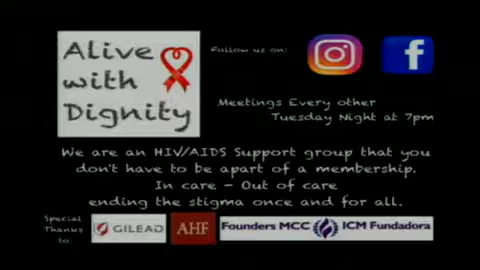 Alive
with
Dignity
Follow us on:
Meetings Every other
Tuesday Night at 7pm
We are an HIV/AIDS Support group that you
don't have to be apart of a membership.
In care - Out of care
ending the stigma once and for all.
Special
Thanks
to:
GILEAD
AHF
Founders MCC ICM Fundadora